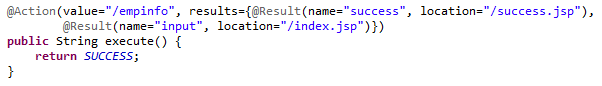 @Action(value="/empinfo", results={@Result(name="success", location="/success.jsp"),
@Result(name="input", location="/index.jsp")})
public String execute() {
return SUCCESS;
}